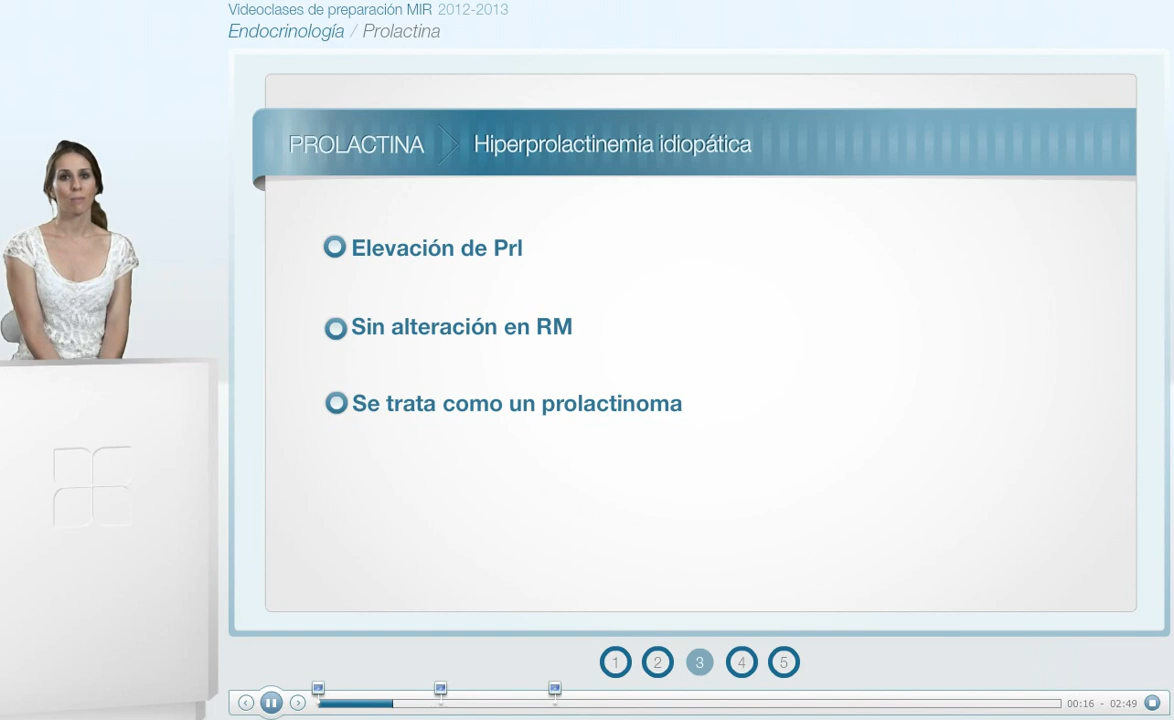 Videoclases de preparación MIR 2012-2013
Endocrinología / Prolactina
PROLACTINA Hiperprolactinemia idiopática
Elevación de Prl
Sin alteración en RM
Se trata como un prolactinoma
1 2 3 4 5
00:16 - 02:49